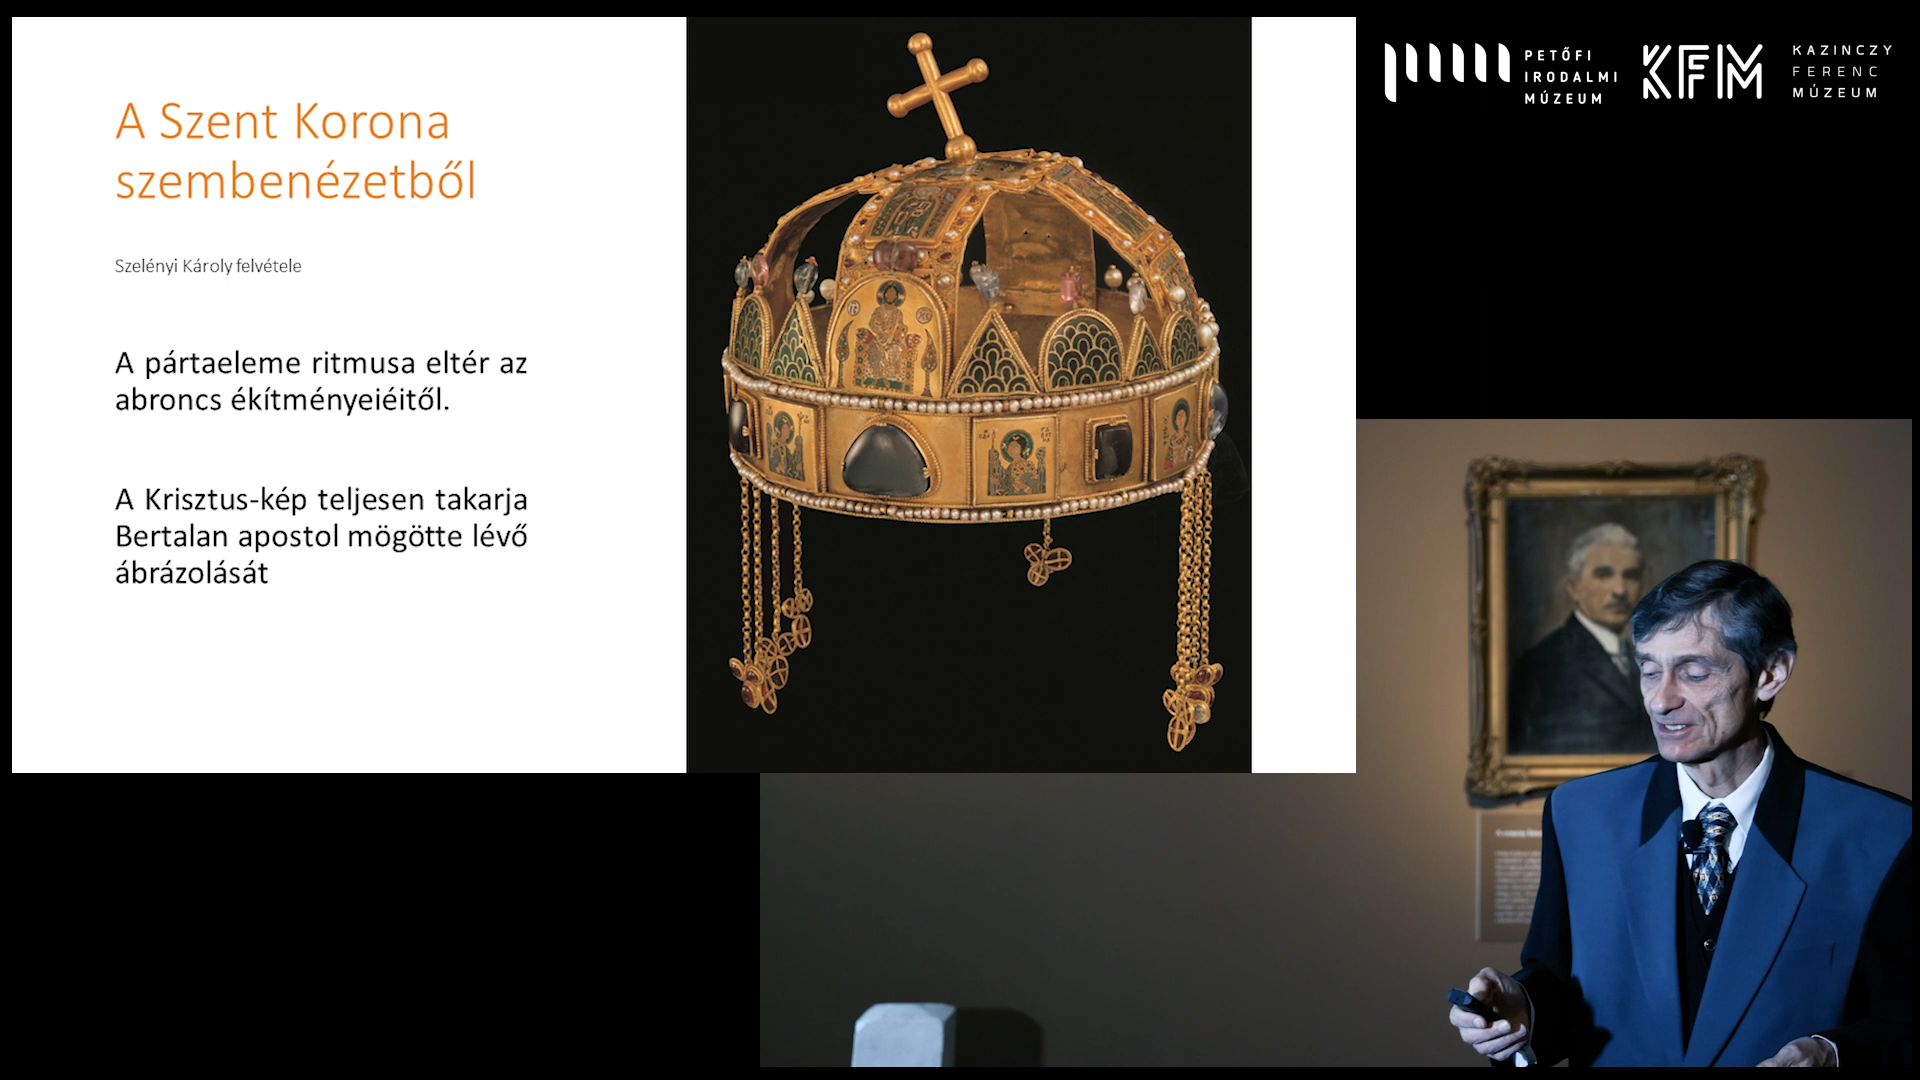 A Szent Korona
szembenézetből
Szelényi Károly felvétele
A pártaeleme ritmusa eltér az
abroncs ékítményeiéitől.
A Krisztus-kép teljesen takarja
Bertalan apostol mögötte lévő
ábrázolását
PETŐFI
IRODALMI
MÚZEUM
KFM
KAZINCZY
FERENC
MÚZEUM